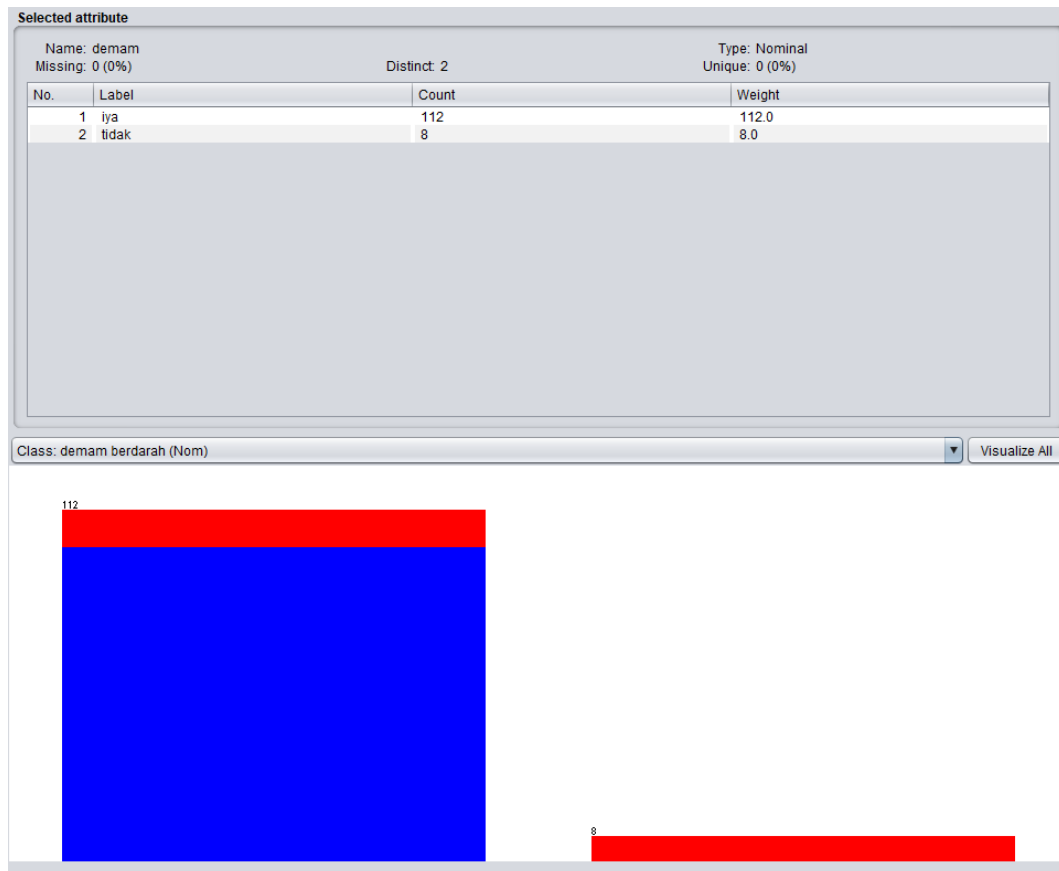 Selected attribute
Name: demam Type: Nominal
Missing: 0 (0%) Distinct: 2 Unique: 0 (0%)
No. Label Count Weight
1 iya 112 112.0
2 tidak 8 8.0
Class: demam berdarah (Nom) Visualize All
112
8